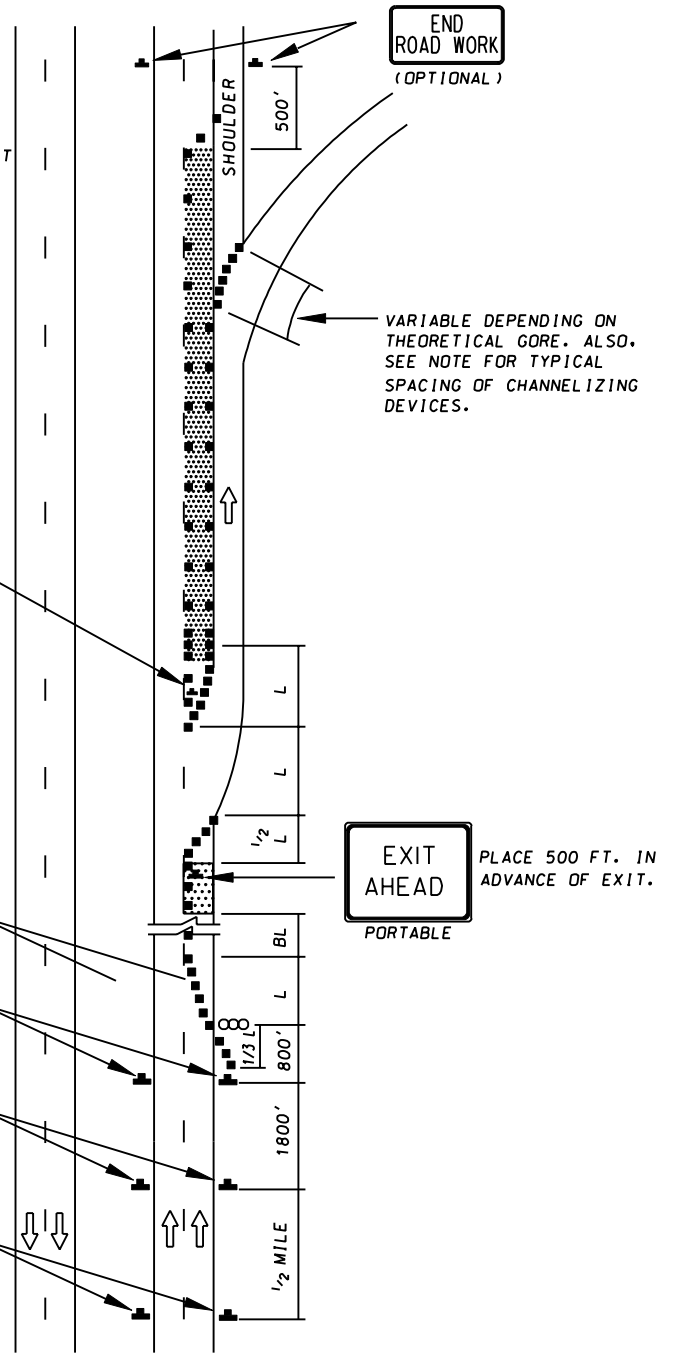 END
ROAD WORK
(OPTIONAL)
500'
SHOULDER
T
VARIABLE DEPENDING ON
THEORETICAL GORE. ALSO,
SEE NOTE FOR TYPICAL
SPACING OF CHANNELIZING
DEVICES.
L
L
1/2 L
EXIT
AHEAD
PLACE 500 FT. IN
ADVANCE OF EXIT.
PORTABLE
BL
L
1/3 L
800'
1800'
1/2 MILE